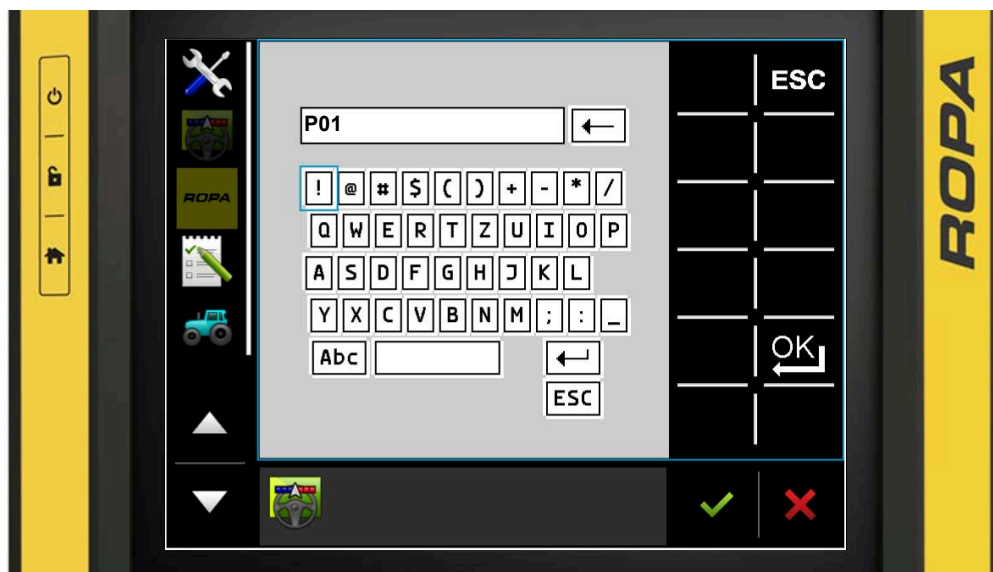 ESC
P01
! @ # $ ( ) + - * /
ROPA
Q W E R T Z U I O P
A S D F G H J K L
Y X C V B N M ; : _
Abc
OK
ESC
ROPA